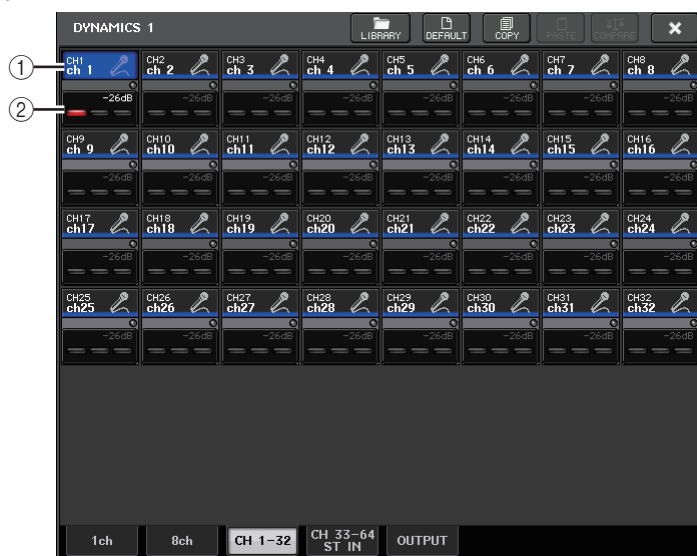 DYNAMICS 1 LIBRARY DEFAULT COPY PASTE COMPARE
① CH1 CH2 CH3 CH4 CH5 CH6 CH7 CH8
ch 1 ch 2 ch 3 ch 4 ch 5 ch 6 ch 7 ch 8
② -26dB -26dB -26dB -26dB -26dB -26dB -26dB -26dB
CH9 CH10 CH11 CH12 CH13 CH14 CH15 CH16
ch 9 ch10 ch11 ch12 ch13 ch14 ch15 ch16
-26dB -26dB -26dB -26dB -26dB -26dB -26dB -26dB
CH17 CH18 CH19 CH20 CH21 CH22 CH23 CH24
ch17 ch18 ch19 ch20 ch21 ch22 ch23 ch24
-26dB -26dB -26dB -26dB -26dB -26dB -26dB -26dB
CH25 CH26 CH27 CH28 CH29 CH30 CH31 CH32
ch25 ch26 ch27 ch28 ch29 ch30 ch31 ch32
-26dB -26dB -26dB -26dB -26dB -26dB -26dB -26dB
1ch 8ch CH 1-32 CH 33-64 OUTPUT
ST IN